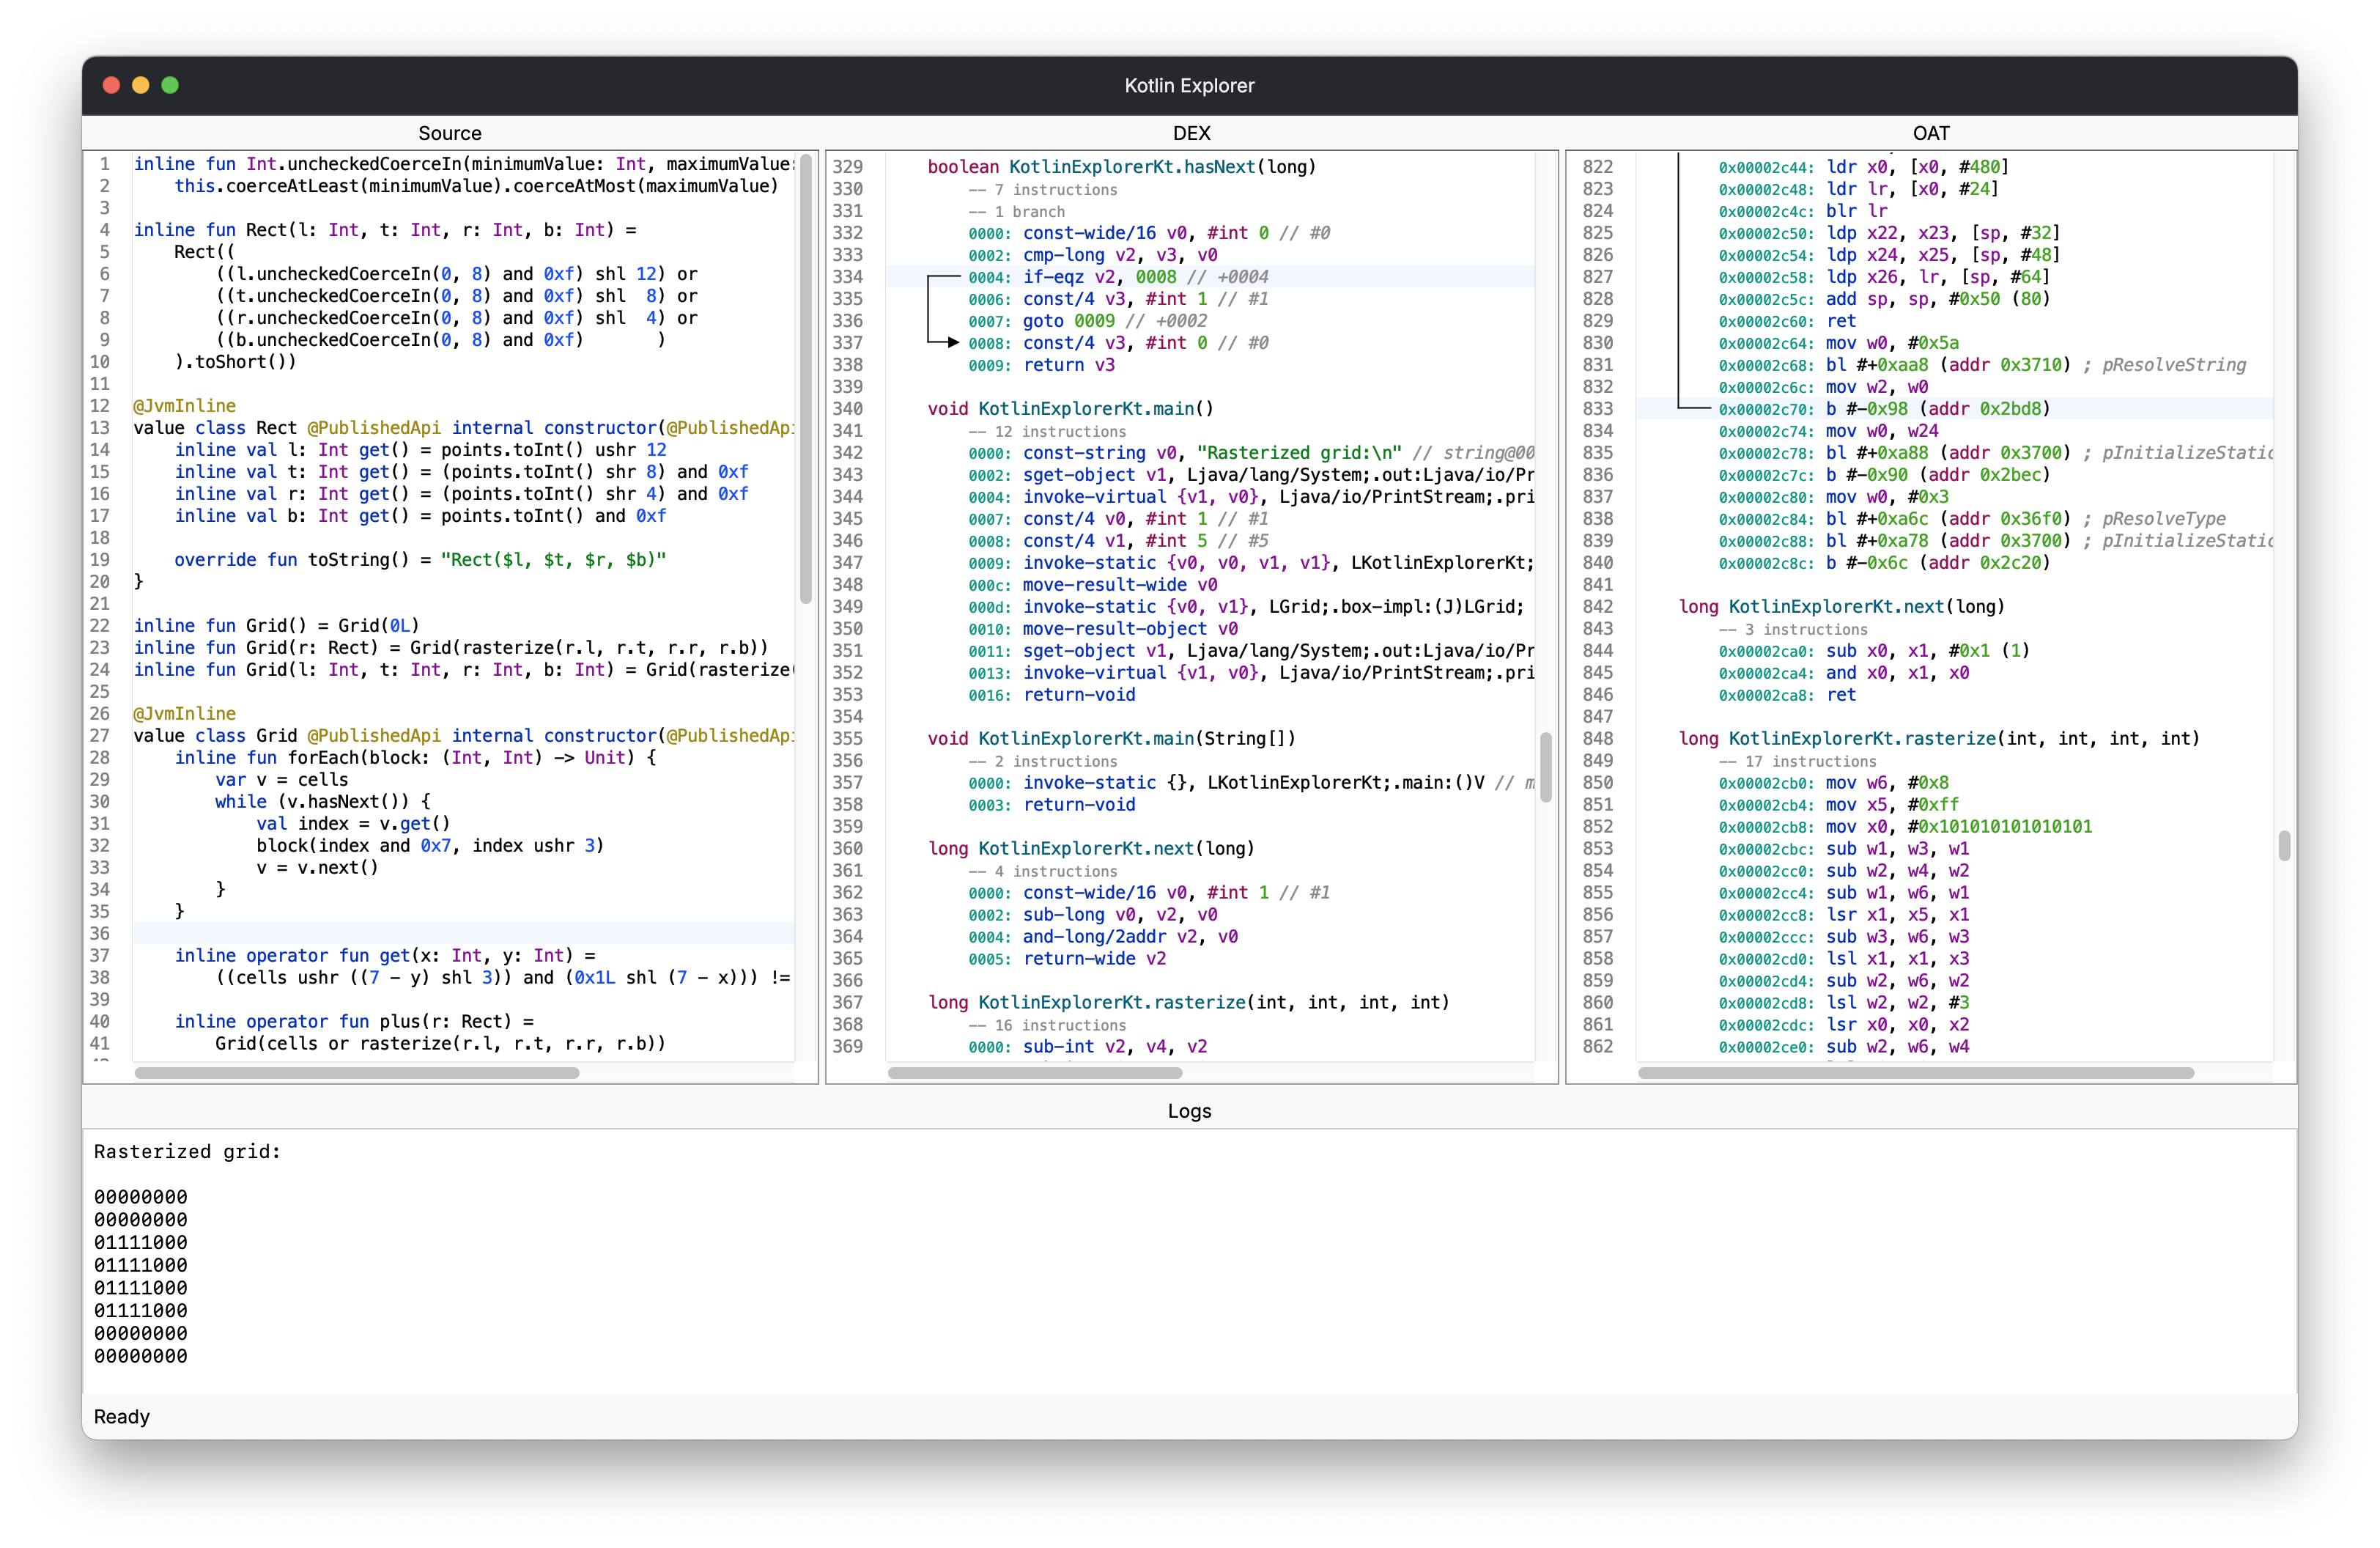 Kotlin Explorer
Source
1 inline fun Int.uncheckedCoerceIn(minimumValue: Int, maximumValue:
2     this.coerceAtLeast(minimumValue).coerceAtMost(maximumValue)
3
4 inline fun Rect(l: Int, t: Int, r: Int, b: Int) =
5     Rect((
6         ((l.uncheckedCoerceIn(0, 8) and 0xf) shl 12) or
7         ((t.uncheckedCoerceIn(0, 8) and 0xf) shl  8) or
8         ((r.uncheckedCoerceIn(0, 8) and 0xf) shl  4) or
9         ((b.uncheckedCoerceIn(0, 8) and 0xf)       )
10     ).toShort())
11
12 @JvmInline
13 value class Rect @PublishedApi internal constructor(@PublishedApi
14     inline val l: Int get() = points.toInt() ushr 12
15     inline val t: Int get() = (points.toInt() shr 8) and 0xf
16     inline val r: Int get() = (points.toInt() shr 4) and 0xf
17     inline val b: Int get() = points.toInt() and 0xf
18
19     override fun toString() = "Rect($l, $t, $r, $b)"
20 }
21
22 inline fun Grid() = Grid(0L)
23 inline fun Grid(r: Rect) = Grid(rasterize(r.l, r.t, r.r, r.b))
24 inline fun Grid(l: Int, t: Int, r: Int, b: Int) = Grid(rasterize(
25
26 @JvmInline
27 value class Grid @PublishedApi internal constructor(@PublishedApi
28     inline fun forEach(block: (Int, Int) -> Unit) {
29         var v = cells
30         while (v.hasNext()) {
31             val index = v.get()
32             block(index and 0x7, index ushr 3)
33             v = v.next()
34         }
35     }
36
37     inline operator fun get(x: Int, y: Int) =
38         ((cells ushr ((7 - y) shl 3)) and (0x1L shl (7 - x))) !=
39
40     inline operator fun plus(r: Rect) =
41         Grid(cells or rasterize(r.l, r.t, r.r, r.b))
DEX
329 boolean KotlinExplorerKt.hasNext(long)
330     -- 7 instructions
331     -- 1 branch
332     0000: const-wide/16 v0, #int 0 // #0
333     0002: cmp-long v2, v3, v0
334     0004: if-eqz v2, 0008 // +0004
335     0006: const/4 v3, #int 1 // #1
336     0007: goto 0009 // +0002
337     0008: const/4 v3, #int 0 // #0
338     0009: return v3
339
340 void KotlinExplorerKt.main()
341     -- 12 instructions
342     0000: const-string v0, "Rasterized grid:\n" // string@00
343     0002: sget-object v1, Ljava/lang/System;.out:Ljava/io/Pr
344     0004: invoke-virtual {v1, v0}, Ljava/io/PrintStream;.pri
345     0007: const/4 v0, #int 1 // #1
346     0008: const/4 v1, #int 5 // #5
347     0009: invoke-static {v0, v0, v1, v1}, LKotlinExplorerKt;
348     000c: move-result-wide v0
349     000d: invoke-static {v0, v1}, LGrid;.box-impl:(J)LGrid;
350     0010: move-result-object v0
351     0011: sget-object v1, Ljava/lang/System;.out:Ljava/io/Pr
352     0013: invoke-virtual {v1, v0}, Ljava/io/PrintStream;.pri
353     0016: return-void
354
355 void KotlinExplorerKt.main(String[])
356     -- 2 instructions
357     0000: invoke-static {}, LKotlinExplorerKt;.main:()V // m
358     0003: return-void
359
360 long KotlinExplorerKt.next(long)
361     -- 4 instructions
362     0000: const-wide/16 v0, #int 1 // #1
363     0002: sub-long v0, v2, v0
364     0004: and-long/2addr v2, v0
365     0005: return-wide v2
366
367 long KotlinExplorerKt.rasterize(int, int, int, int)
368     -- 16 instructions
369     0000: sub-int v2, v4, v2
OAT
822     0x00002c44: ldr x0, [x0, #480]
823     0x00002c48: ldr lr, [x0, #24]
824     0x00002c4c: blr lr
825     0x00002c50: ldp x22, x23, [sp, #32]
826     0x00002c54: ldp x24, x25, [sp, #48]
827     0x00002c58: ldp x26, lr, [sp, #64]
828     0x00002c5c: add sp, sp, #0x50 (80)
829     0x00002c60: ret
830     0x00002c64: mov w0, #0x5a
831     0x00002c68: bl #+0xaa8 (addr 0x3710) ; pResolveString
832     0x00002c6c: mov w2, w0
833     0x00002c70: b #-0x98 (addr 0x2bd8)
834     0x00002c74: mov w0, w24
835     0x00002c78: bl #+0xa88 (addr 0x3700) ; pInitializeStatic
836     0x00002c7c: b #-0x90 (addr 0x2bec)
837     0x00002c80: mov w0, #0x3
838     0x00002c84: bl #+0xa6c (addr 0x36f0) ; pResolveType
839     0x00002c88: bl #+0xa78 (addr 0x3700) ; pInitializeStatic
840     0x00002c8c: b #-0x6c (addr 0x2c20)
841
842 long KotlinExplorerKt.next(long)
843     -- 3 instructions
844     0x00002ca0: sub x0, x1, #0x1 (1)
845     0x00002ca4: and x0, x1, x0
846     0x00002ca8: ret
847
848 long KotlinExplorerKt.rasterize(int, int, int, int)
849     -- 17 instructions
850     0x00002cb0: mov w6, #0x8
851     0x00002cb4: mov x5, #0xff
852     0x00002cb8: mov x0, #0x101010101010101
853     0x00002cbc: sub w1, w3, w1
854     0x00002cc0: sub w2, w4, w2
855     0x00002cc4: sub w1, w6, w1
856     0x00002cc8: lsr x1, x5, x1
857     0x00002ccc: sub w3, w6, w3
858     0x00002cd0: lsl x1, x1, x3
859     0x00002cd4: sub w2, w6, w2
860     0x00002cd8: lsl w2, w2, #3
861     0x00002cdc: lsr x0, x0, x2
862     0x00002ce0: sub w2, w6, w4
Logs
Rasterized grid:
00000000
00000000
01111000
01111000
01111000
01111000
00000000
00000000
Ready